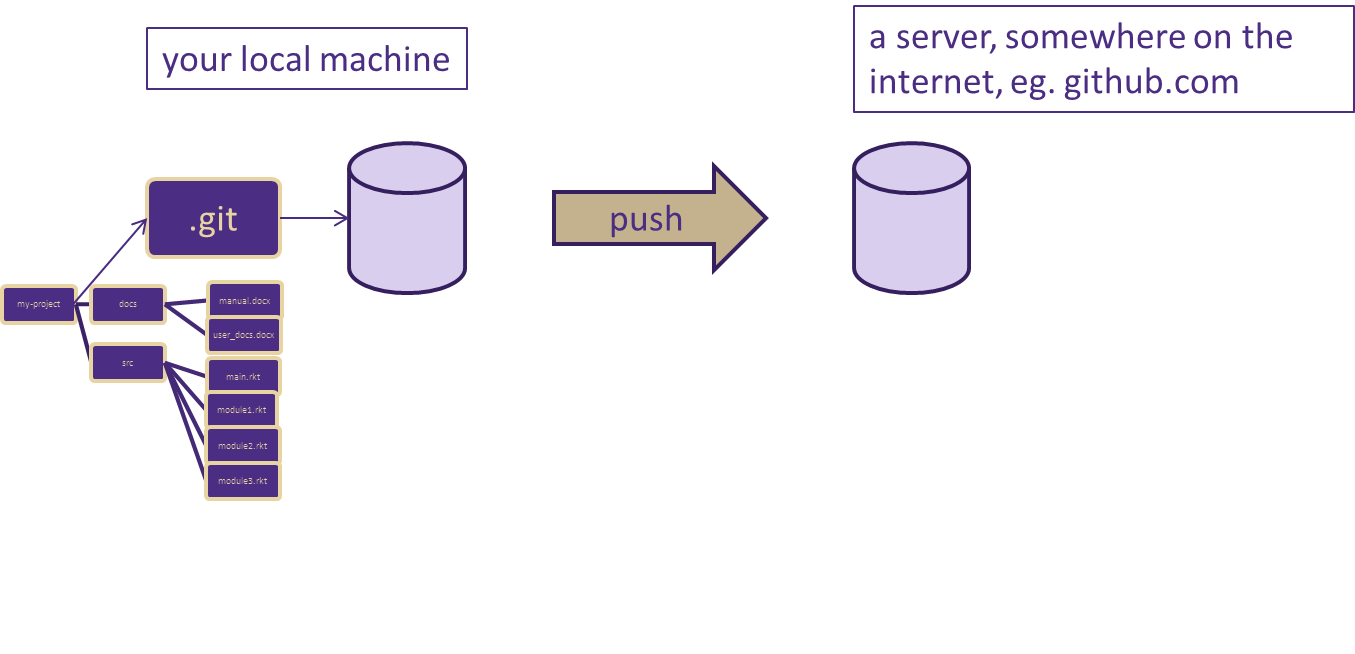 your local machine
a server, somewhere on the
internet, eg. github.com
.git
push
my-project
docs
manual.docx
user_docs.docx
src
main.rkt
module1.rkt
module2.rkt
module3.rkt